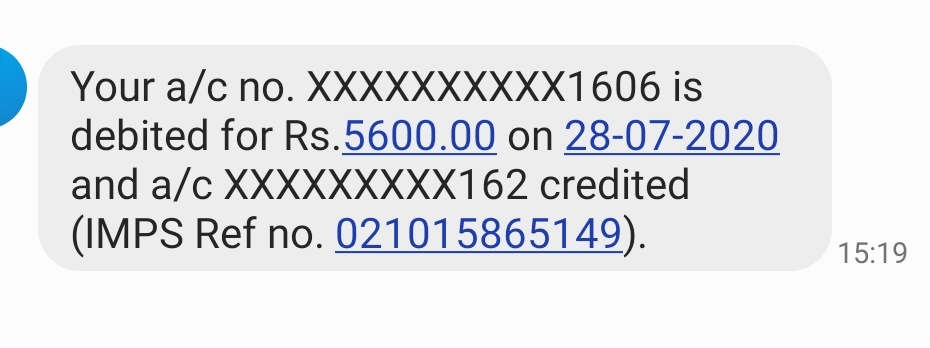 Your a/c no. XXXXXXXXXX1606 is
debited for Rs.5600.00 on 28-07-2020
and a/c XXXXXXXXX162 credited
(IMPS Ref no. 021015865149).
15:19